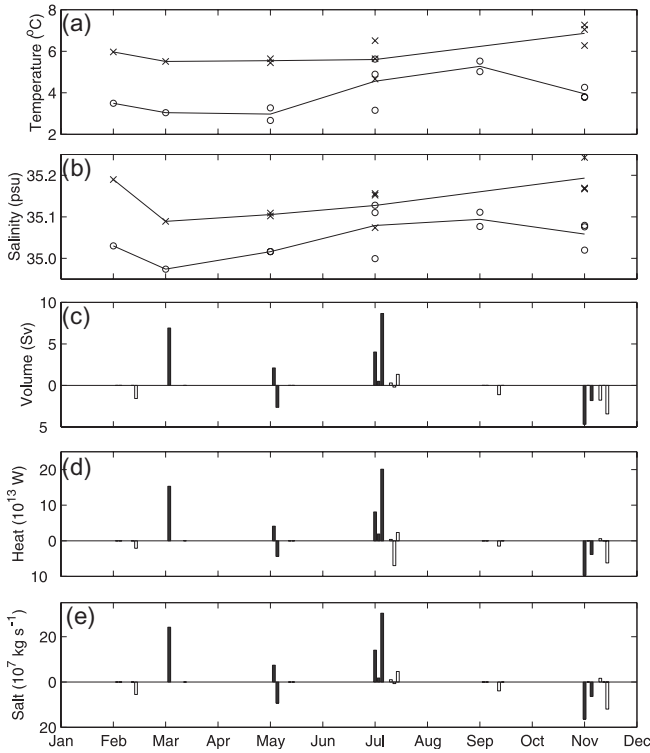 (a)
Temperature (°C)
8
6
4
2
(b)
Salinity (psu)
35.2
35.1
35.0
(c)
Volume (Sv)
10
5
0
5
(d)
Heat (10¹³ W)
20
10
0
10
(e)
Salt (10⁷ kg s⁻¹)
20
0
20
Jan Feb Mar Apr May Jun Jul Aug Sep Oct Nov Dec